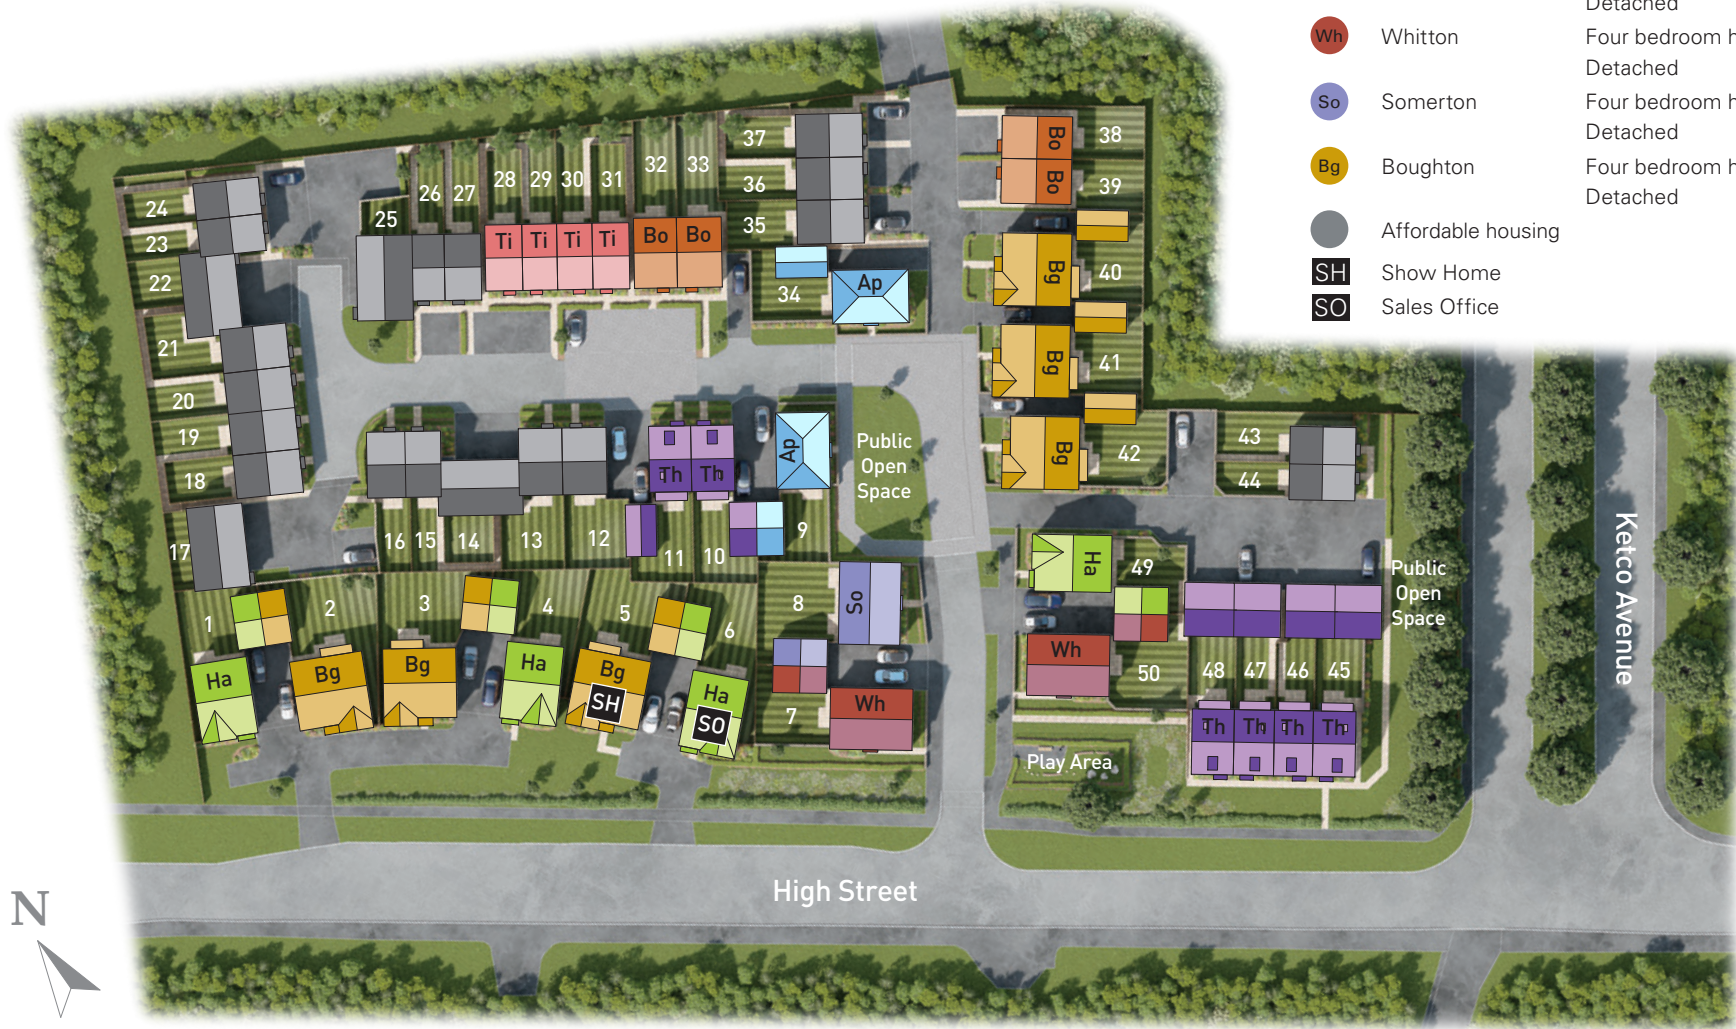 Detached
Wh Whitton Four bedroom
Detached
So Somerton Four bedroom
Detached
Bg Boughton Four bedroom
Detached
Affordable housing
SH Show Home
SO Sales Office
37
38
Bo
36
Bo
39
35
32
33
28
29
30
31
26
27
25
24
23
22
Ti
Ti
Ti
Ti
Bo
Bo
34
Ap
Bg
40
21
20
19
18
Bg
41
17
16
15
14
13
12
11
10
9
Th
Th
Ap
Public
Open
Space
Bg
42
43
44
1
2
3
4
5
6
8
So
7
Wh
Ha
Bg
Bg
Ha
Bg
SH
Ha
SO
Ha
49
Wh
50
48
47
46
45
Th
Th
Th
Th
Public
Open
Space
Play Area
Ketco Avenue
High Street
N